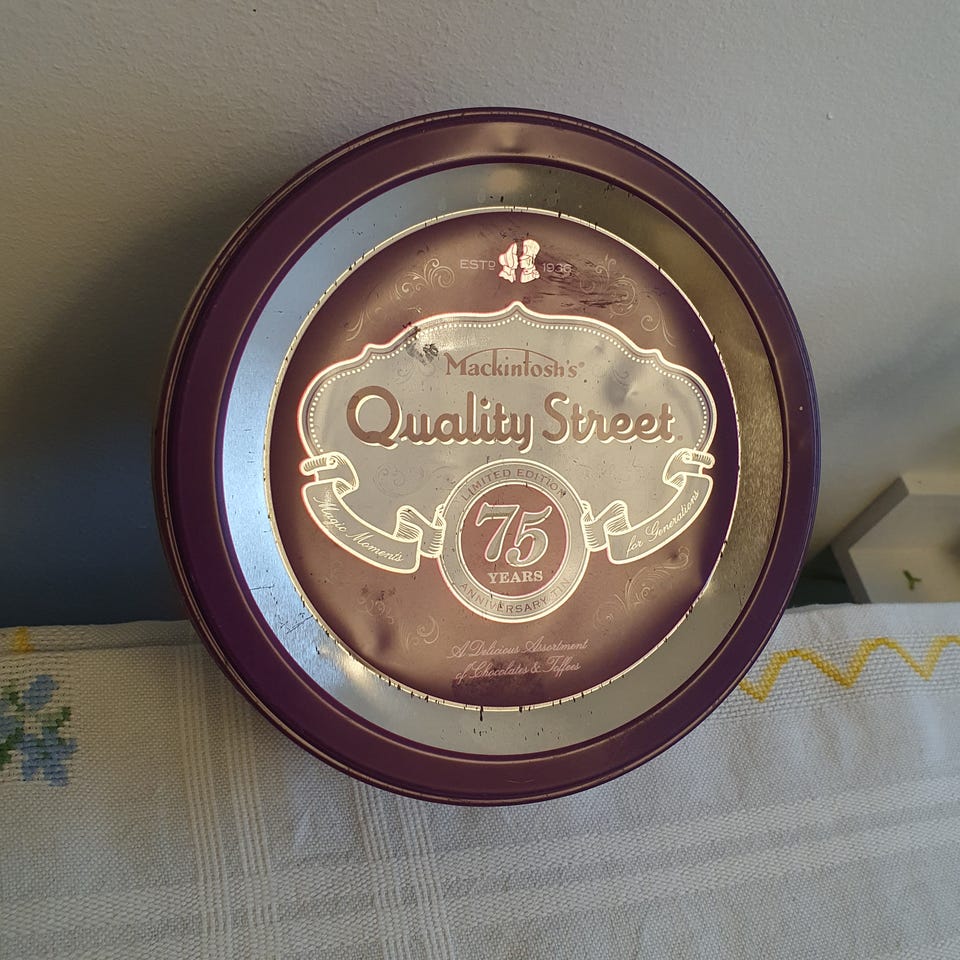 ESTD 1936
Mackintosh's®
Quality Street®
LIMITED EDITION
75
YEARS
ANNIVERSARY TIN
Magic Moments
for Generations
A Delicious Assortment
of Chocolates & Toffees